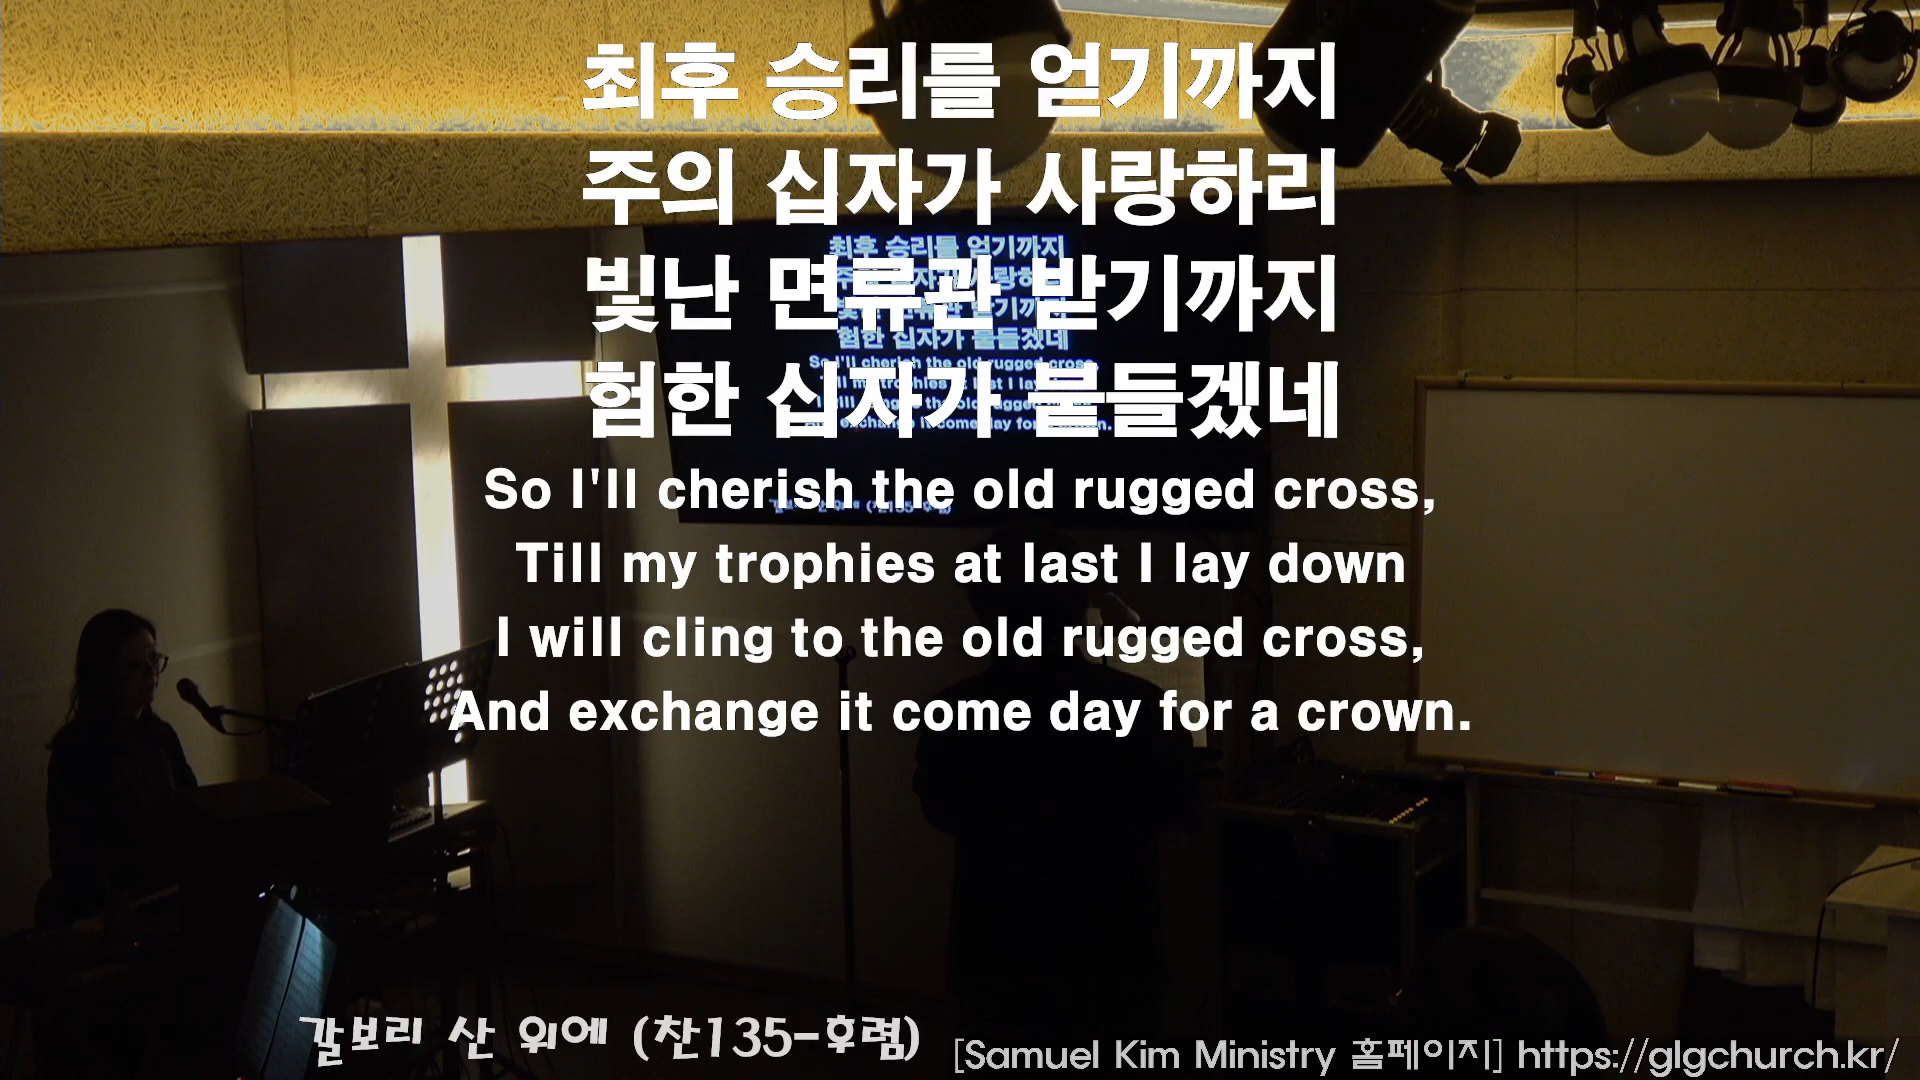 최후 승리를 얻기까지
주의 십자가 사랑하리
빛난 면류관 받기까지
험한 십자가 붙들겠네
So I'll cherish the old rugged cross,
Till my trophies at last I lay down
I will cling to the old rugged cross,
And exchange it come day for a crown.
갈보리 산 위에 (찬135-후렴)
[Samuel Kim Ministry 홈페이지] https://glgchurch.kr/